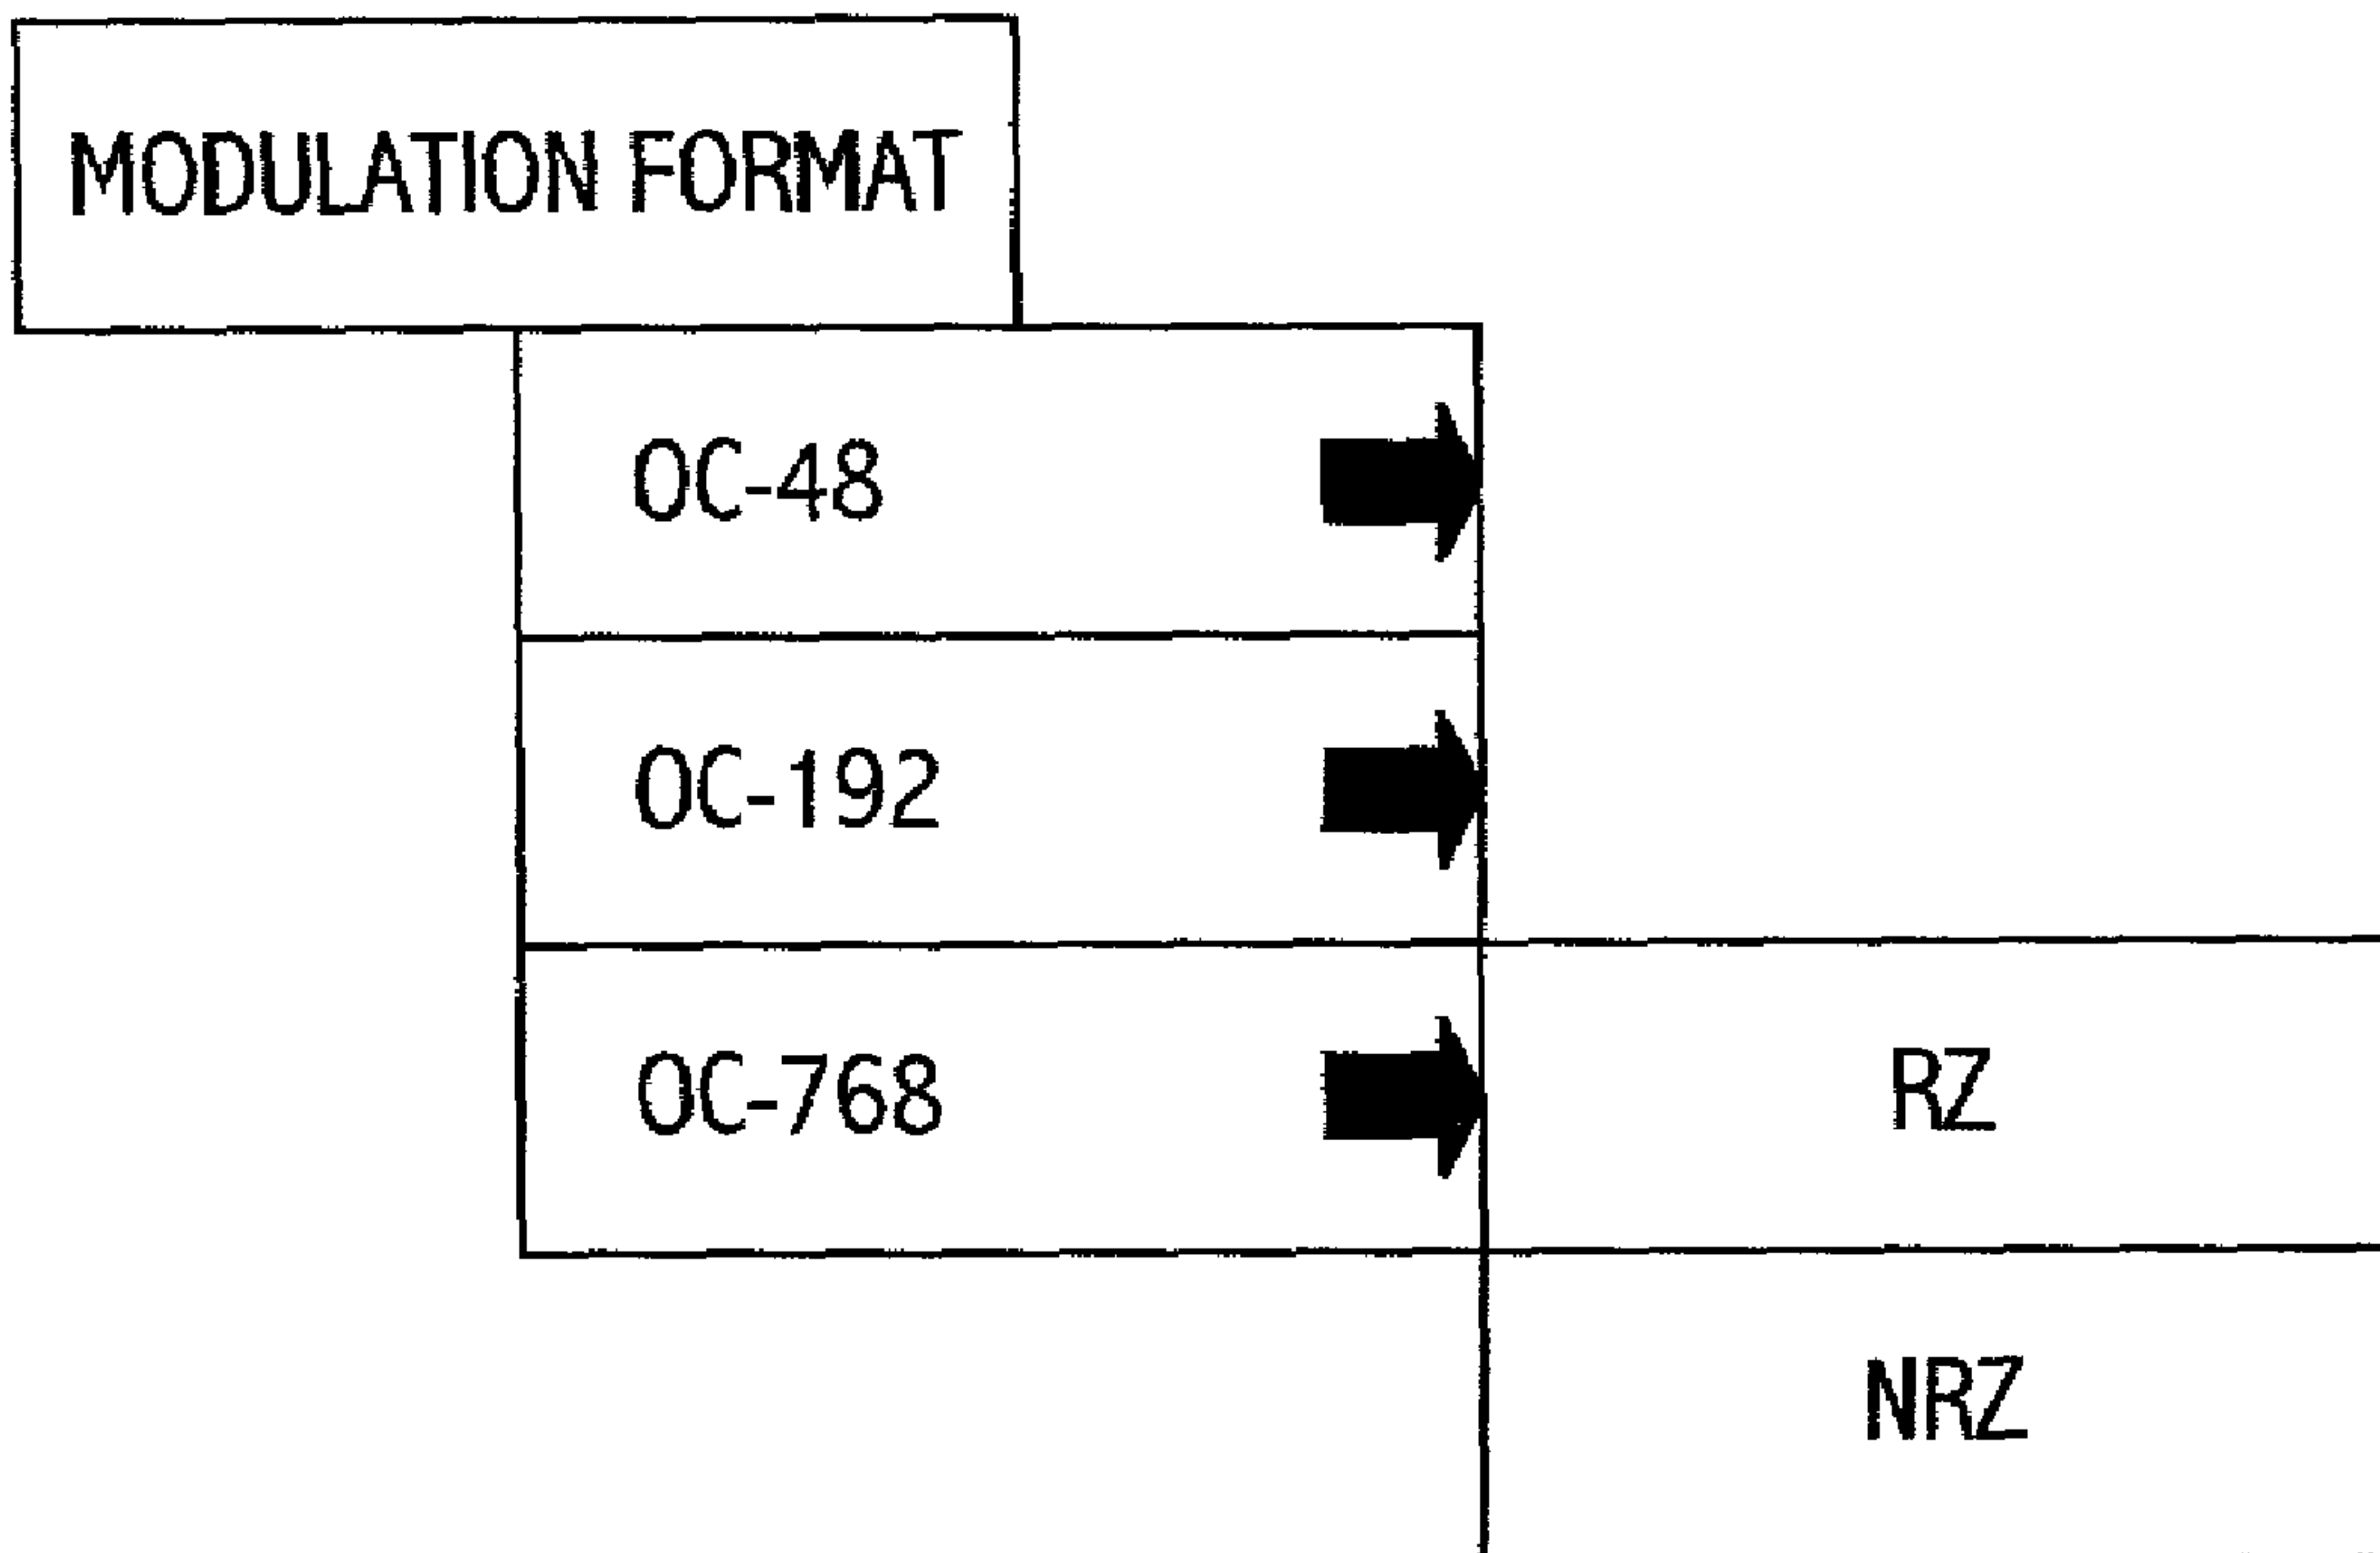 MODULATION FORMAT
OC-48
OC-192
OC-768
RZ
NRZ